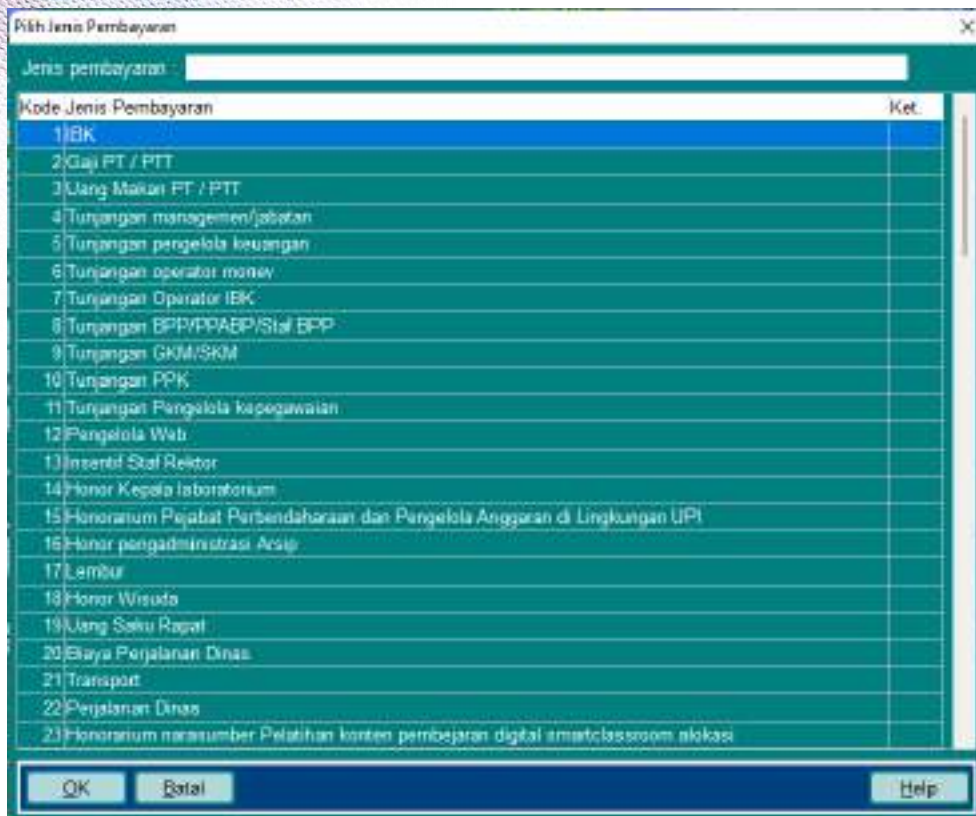 Pilih Jenis Pembayaran
Jenis pembayaran :
Kode Jenis Pembayaran Ket.
1 IBK
2 Gaji PT / PTT
3 Uang Makan PT / PTT
4 Tunjangan managemen/jabatan
5 Tunjangan pengelola keuangan
6 Tunjangan operator monev
7 Tunjangan Operator IBK
8 Tunjangan BPP/PPABP/Staf BPP
9 Tunjangan GKM/SKM
10 Tunjangan PPK
11 Tunjangan Pengelola kepegawaian
12 Pengelola Web
13 Insentif Staf Rektor
14 Honor Kepala laboratorium
15 Honorarium Pejabat Perbendaharaan dan Pengelola Anggaran di Lingkungan UPI
16 Honor pengadministrasi Arsip
17 Lembur
18 Honor Wisuda
19 Uang Saku Rapat
20 Biaya Perjalanan Dinas
21 Transport
22 Perjalanan Dinas
23 Honorarium narasumber Pelatihan konten pembejaran digital smartclassroom alokasi
OK Batal Help